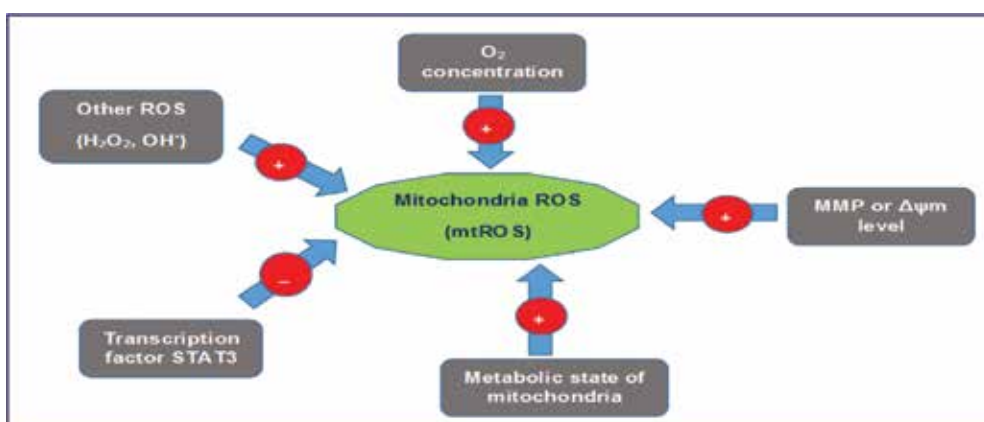 O₂
concentration
Other ROS
(H₂O₂, OH⁻)
+
+
Mitochondria ROS
(mtROS)
+
MMP or Δψm
level
−
+
Transcription
factor STAT3
Metabolic state of
mitochondria